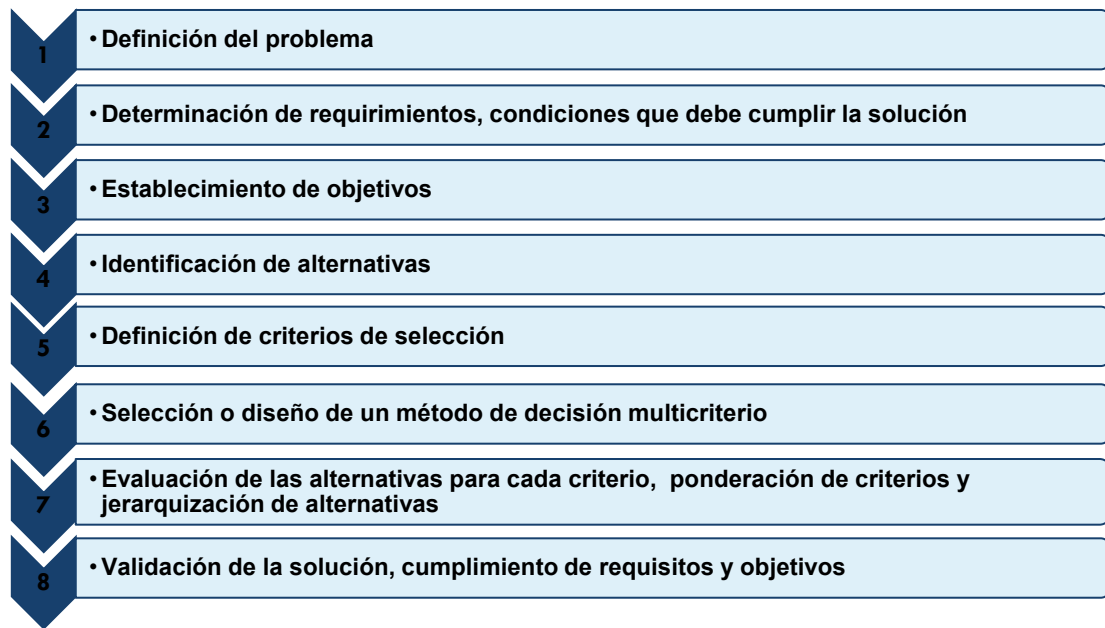 1
• Definición del problema
2
• Determinación de requirimientos, condiciones que debe cumplir la solución
3
• Establecimiento de objetivos
4
• Identificación de alternativas
5
• Definición de criterios de selección
6
• Selección o diseño de un método de decisión multicriterio
7
• Evaluación de las alternativas para cada criterio, ponderación de criterios y
jerarquización de alternativas
8
• Validación de la solución, cumplimiento de requisitos y objetivos